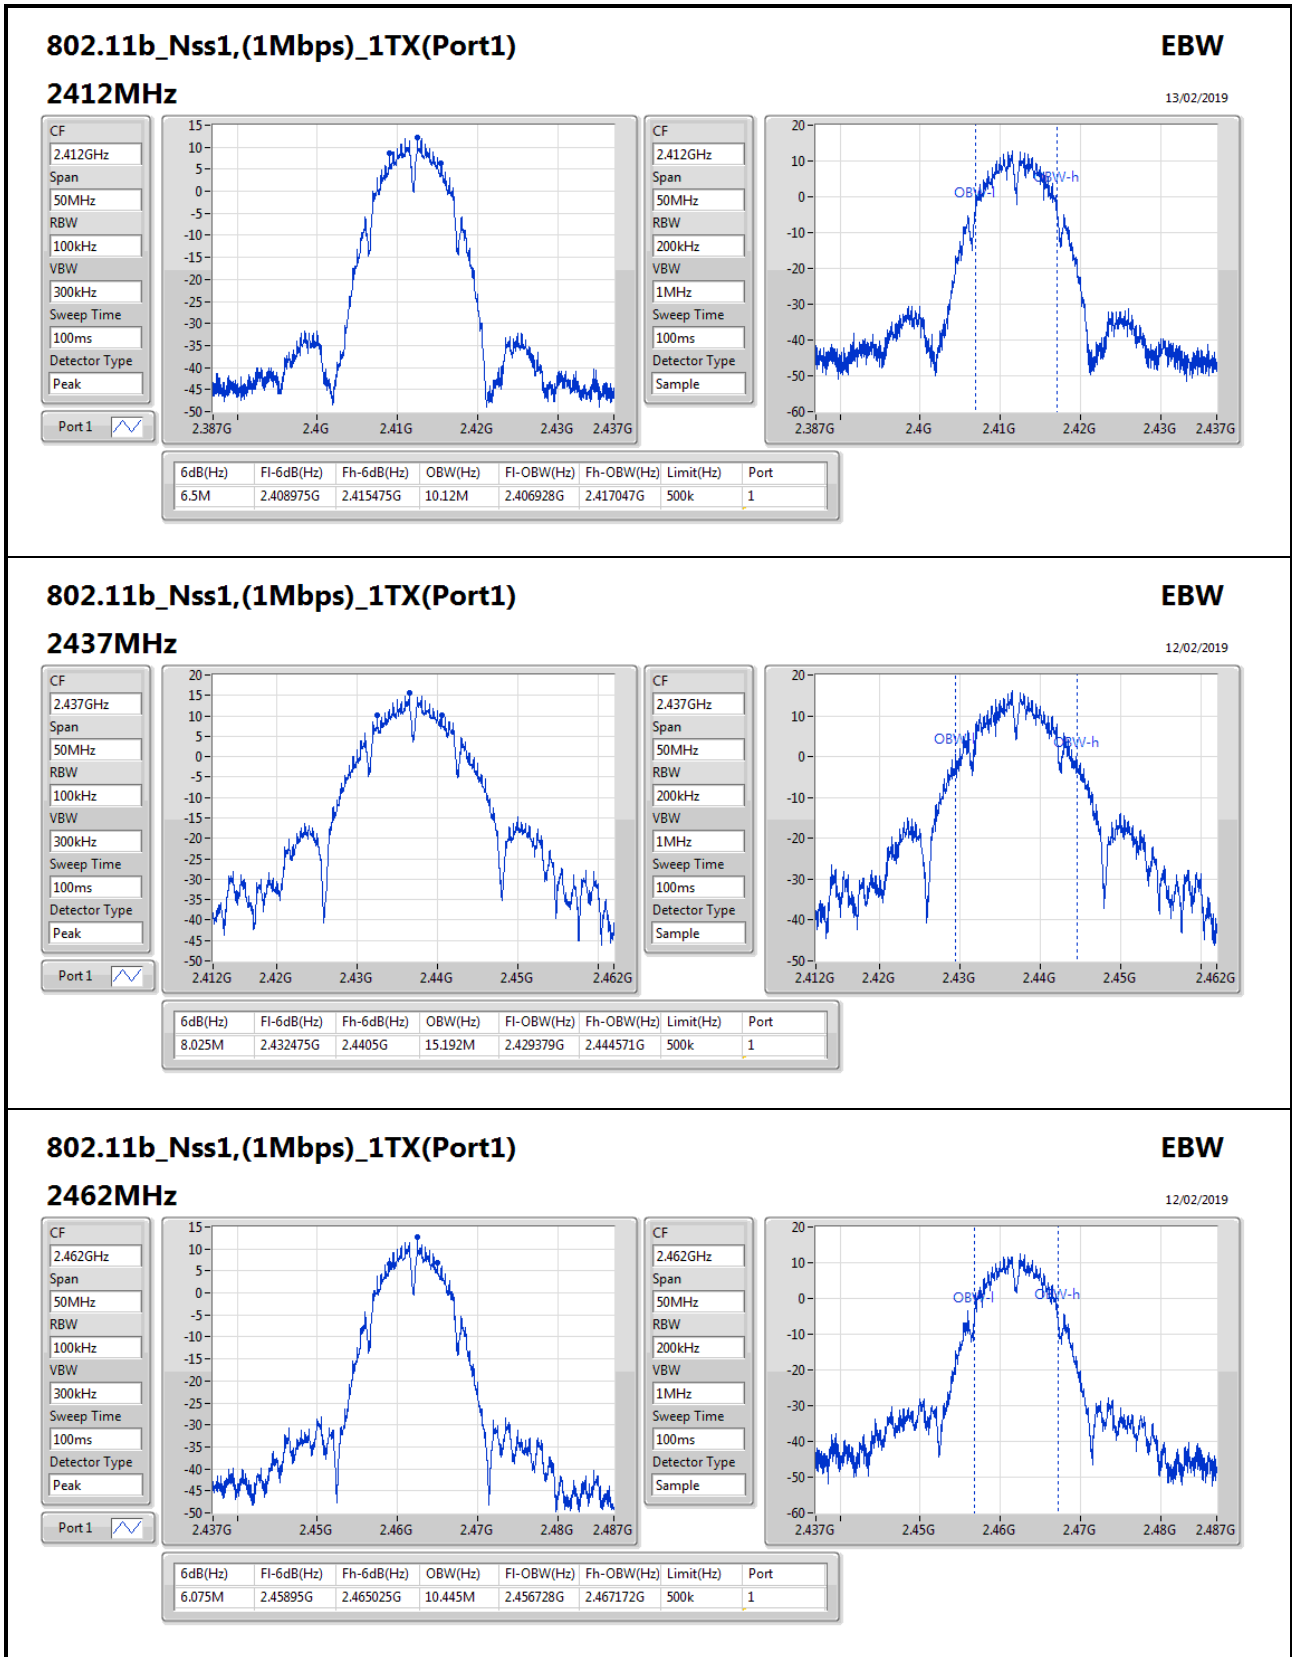 802.11b_Nss1,(1Mbps)_1TX(Port1) EBW
2412MHz 13/02/2019
CF
2.412GHz
Span
50MHz
RBW
100kHz
VBW
300kHz
Sweep Time
100ms
Detector Type
Peak
Port 1
15
10
5
0
-5
-10
-15
-20
-25
-30
-35
-40
-45
-50
2.387G 2.4G 2.41G 2.42G 2.43G 2.437G
CF
2.412GHz
Span
50MHz
RBW
200kHz
VBW
1MHz
Sweep Time
100ms
Detector Type
Sample
20
10
0
-10
-20
-30
-40
-50
-60
OBW-l OBW-h
2.387G 2.4G 2.41G 2.42G 2.43G 2.437G
6dB(Hz) Fl-6dB(Hz) Fh-6dB(Hz) OBW(Hz) Fl-OBW(Hz) Fh-OBW(Hz) Limit(Hz) Port
6.5M 2.408975G 2.415475G 10.12M 2.406928G 2.417047G 500k 1
802.11b_Nss1,(1Mbps)_1TX(Port1) EBW
2437MHz 12/02/2019
CF
2.437GHz
Span
50MHz
RBW
100kHz
VBW
300kHz
Sweep Time
100ms
Detector Type
Peak
Port 1
20
15
10
5
0
-5
-10
-15
-20
-25
-30
-35
-40
-45
-50
2.412G 2.42G 2.43G 2.44G 2.45G 2.462G
CF
2.437GHz
Span
50MHz
RBW
200kHz
VBW
1MHz
Sweep Time
100ms
Detector Type
Sample
20
10
0
-10
-20
-30
-40
-50
OBW-l OBW-h
2.412G 2.42G 2.43G 2.44G 2.45G 2.462G
6dB(Hz) Fl-6dB(Hz) Fh-6dB(Hz) OBW(Hz) Fl-OBW(Hz) Fh-OBW(Hz) Limit(Hz) Port
8.025M 2.432475G 2.4405G 15.192M 2.429379G 2.444571G 500k 1
802.11b_Nss1,(1Mbps)_1TX(Port1) EBW
2462MHz 12/02/2019
CF
2.462GHz
Span
50MHz
RBW
100kHz
VBW
300kHz
Sweep Time
100ms
Detector Type
Peak
Port 1
15
10
5
0
-5
-10
-15
-20
-25
-30
-35
-40
-45
-50
2.437G 2.45G 2.46G 2.47G 2.48G 2.487G
CF
2.462GHz
Span
50MHz
RBW
200kHz
VBW
1MHz
Sweep Time
100ms
Detector Type
Sample
20
10
0
-10
-20
-30
-40
-50
-60
OBW-l OBW-h
2.437G 2.45G 2.46G 2.47G 2.48G 2.487G
6dB(Hz) Fl-6dB(Hz) Fh-6dB(Hz) OBW(Hz) Fl-OBW(Hz) Fh-OBW(Hz) Limit(Hz) Port
6.075M 2.45895G 2.465025G 10.445M 2.456728G 2.467172G 500k 1